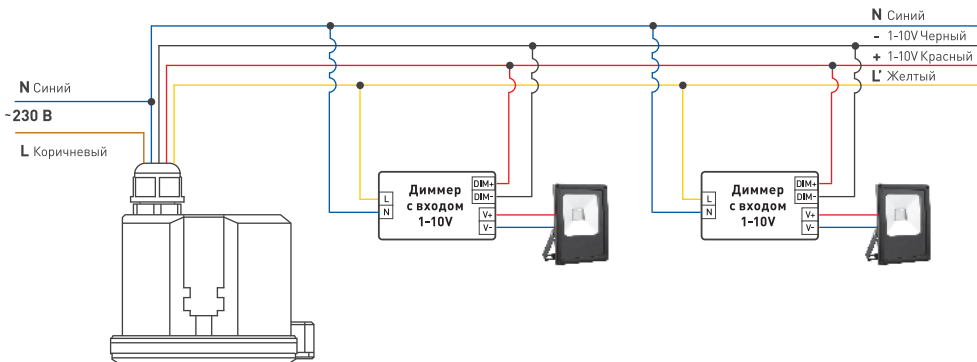 N Синий
- 1-10V Черный
+ 1-10V Красный
L' Желтый
N Синий
~230 В
L Коричневый
L
N
Диммер
с входом
1-10V
DIM+
DIM-
V+
V-
L
N
Диммер
с входом
1-10V
DIM+
DIM-
V+
V-